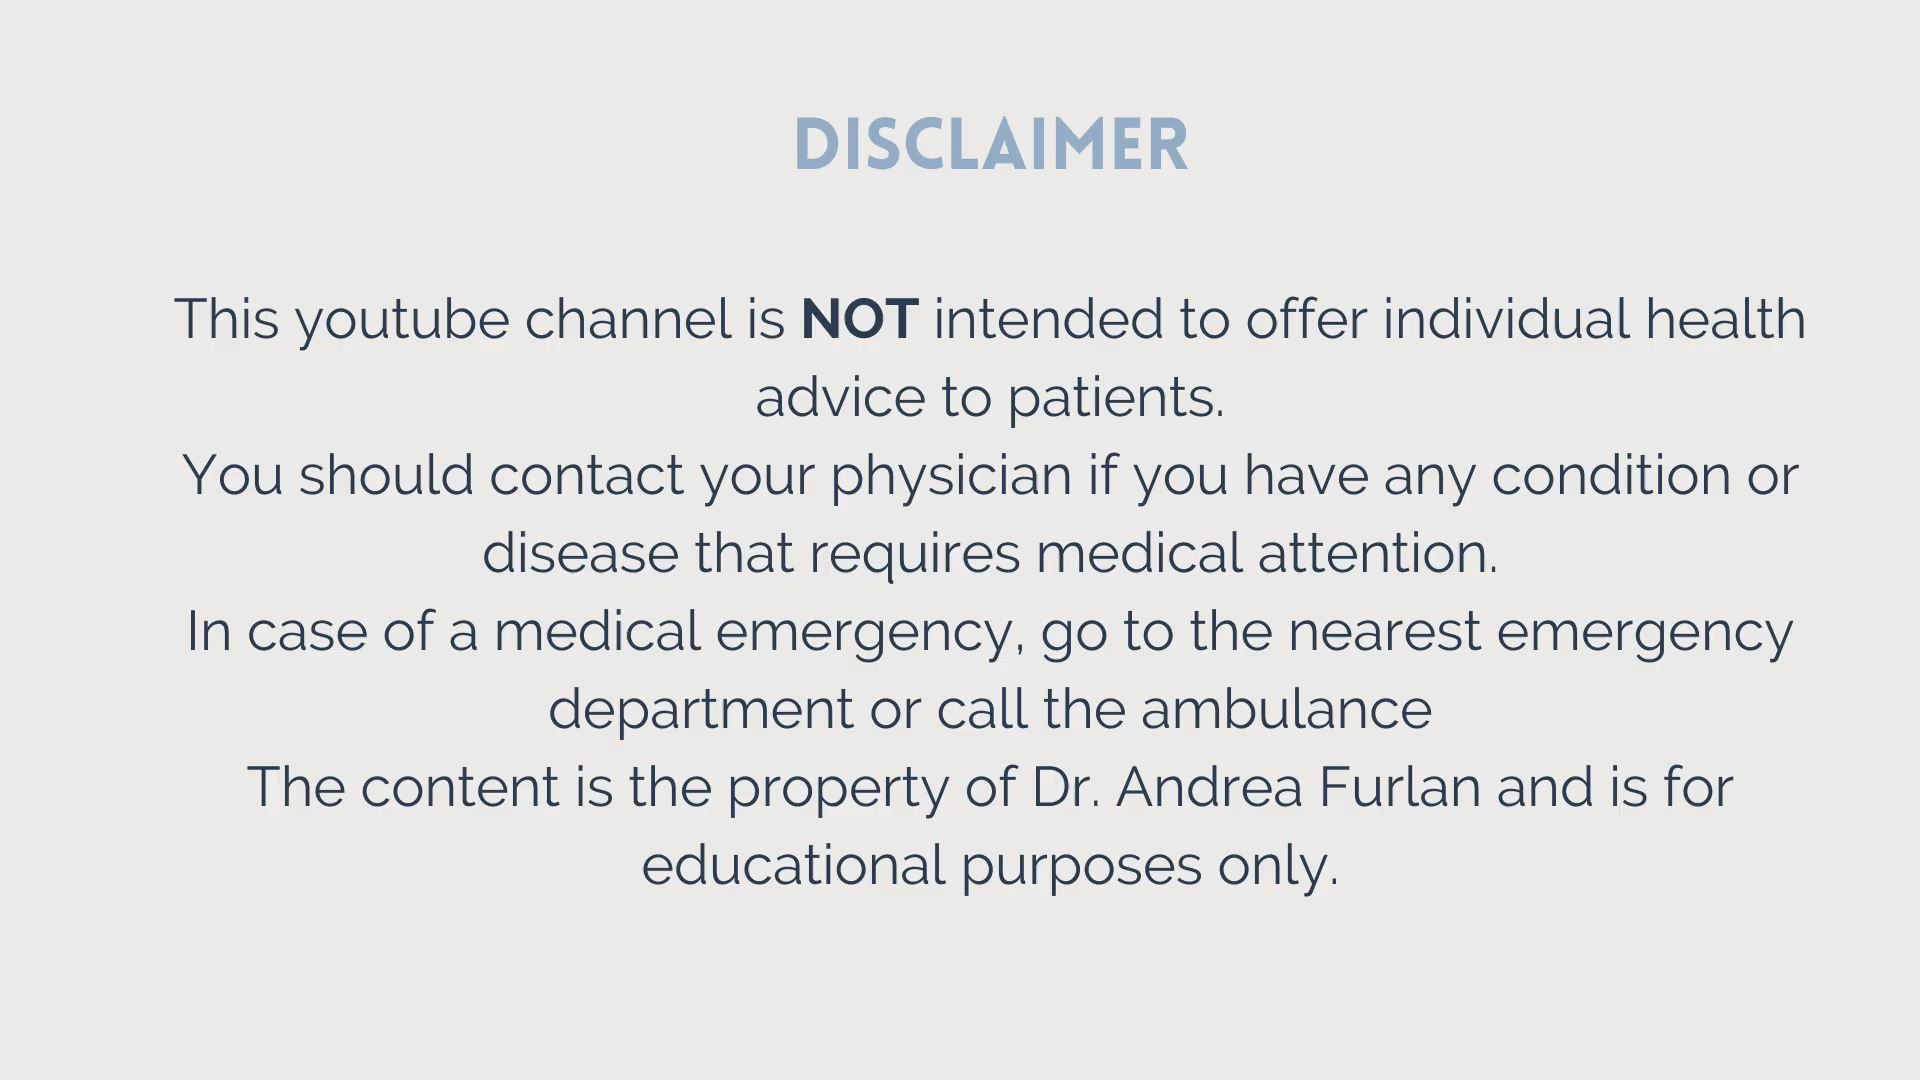 DISCLAIMER
This youtube channel is NOT intended to offer individual health
advice to patients.
You should contact your physician if you have any condition or
disease that requires medical attention.
In case of a medical emergency, go to the nearest emergency
department or call the ambulance
The content is the property of Dr. Andrea Furlan and is for
educational purposes only.